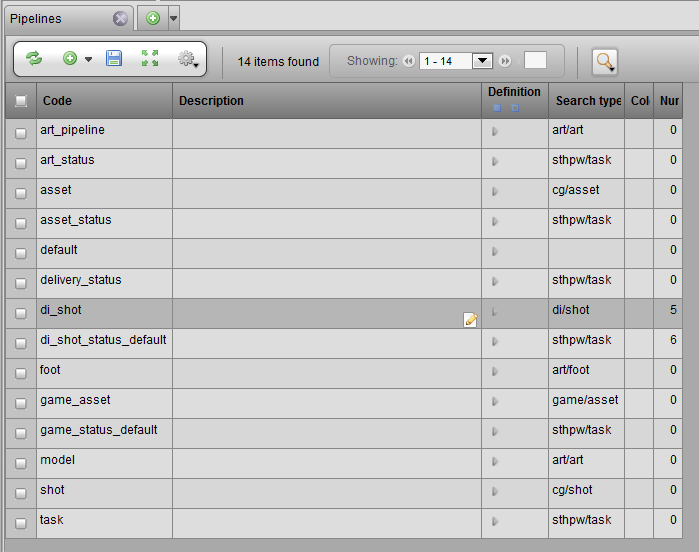 Pipelines
14 items found
Showing:
1 - 14
Code Description Definition Search type Col Nur
art_pipeline art/art 0
art_status sthpw/task 0
asset cg/asset 0
asset_status sthpw/task 0
default 0
delivery_status sthpw/task 0
di_shot di/shot 5
di_shot_status_default sthpw/task 6
foot art/foot 0
game_asset game/asset 0
game_status_default sthpw/task 0
model art/art 0
shot cg/shot 0
task sthpw/task 0